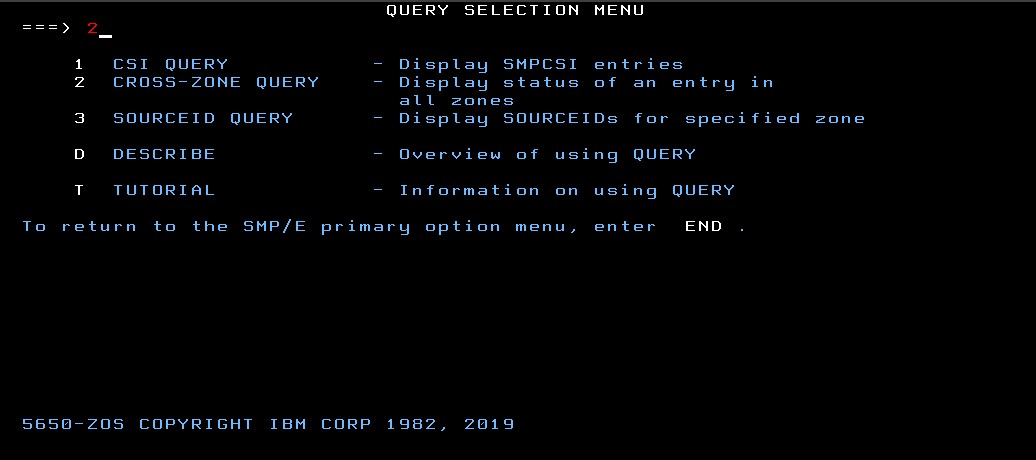 QUERY SELECTION MENU
===> 2_
1 CSI QUERY - Display SMPCSI entries
2 CROSS-ZONE QUERY - Display status of an entry in
all zones
3 SOURCEID QUERY - Display SOURCEIDs for specified zone
D DESCRIBE - Overview of using QUERY
T TUTORIAL - Information on using QUERY
To return to the SMP/E primary option menu, enter END .
5650-ZOS COPYRIGHT IBM CORP 1982, 2019